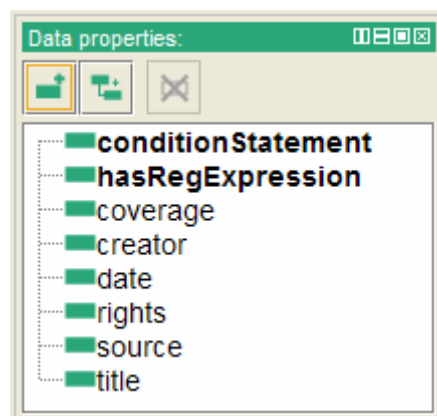 Data properties:
conditionStatement
hasRegExpression
coverage
creator
date
rights
source
title